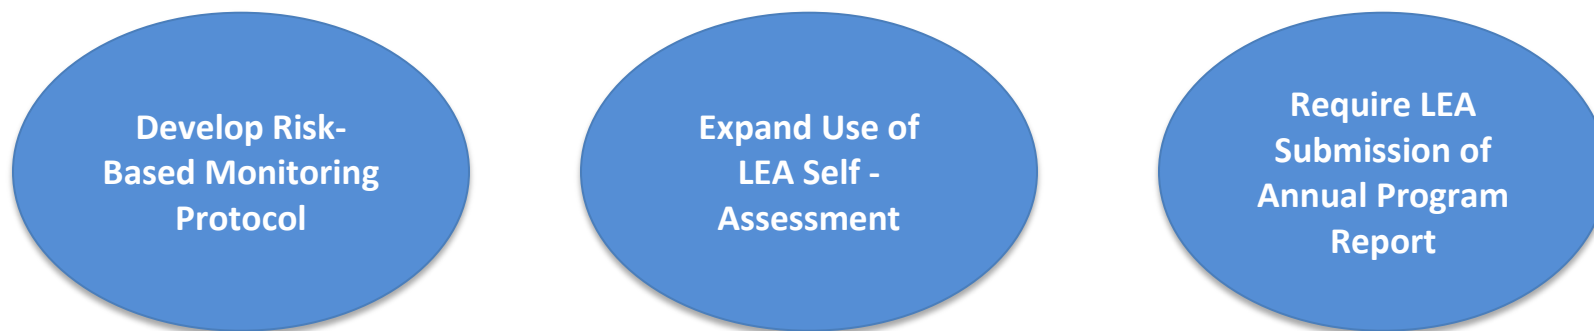 Develop Risk-
Based Monitoring
Protocol
Expand Use of
LEA Self -
Assessment
Require LEA
Submission of
Annual Program
Report